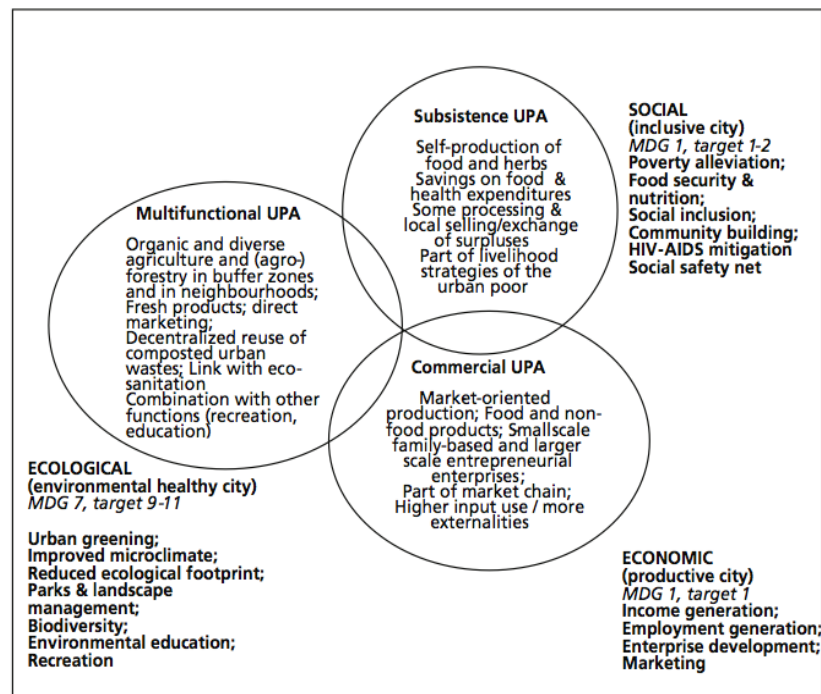 Subsistence UPA
Self-production of
food and herbs
Savings on food &
health expenditures
Some processing &
local selling/exchange
of surpluses
Part of livelihood
strategies of the
urban poor
SOCIAL
(inclusive city)
MDG 1, target 1-2
Poverty alleviation;
Food security &
nutrition;
Social inclusion;
Community building;
HIV-AIDS mitigation
Social safety net
Multifunctional UPA
Organic and diverse
agriculture and (agro-)
forestry in buffer zones
and in neighbourhoods;
Fresh products; direct
marketing;
Decentralized reuse of
composted urban
wastes; Link with eco-
sanitation
Combination with other
functions (recreation,
education)
Commercial UPA
Market-oriented
production; Food and non-
food products; Smallscale
family-based and larger
scale entrepreneurial
enterprises;
Part of market chain;
Higher input use / more
externalities
ECOLOGICAL
(environmental healthy city)
MDG 7, target 9-11
Urban greening;
Improved microclimate;
Reduced ecological footprint;
Parks & landscape
management;
Biodiversity;
Environmental education;
Recreation
ECONOMIC
(productive city)
MDG 1, target 1
Income generation;
Employment generation;
Enterprise development;
Marketing